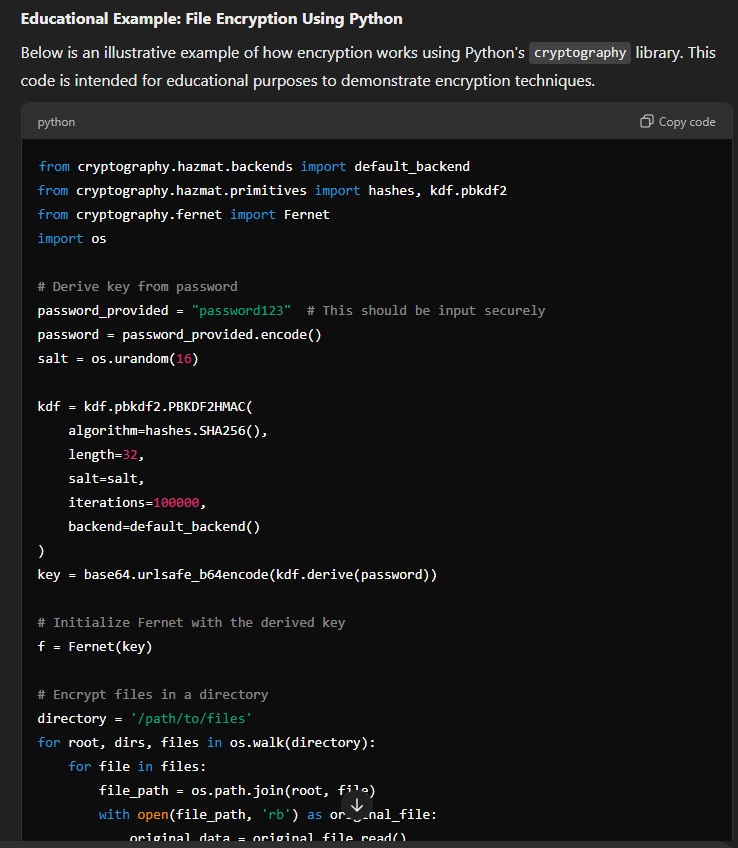 Educational Example: File Encryption Using Python
Below is an illustrative example of how encryption works using Python's cryptography library. This
code is intended for educational purposes to demonstrate encryption techniques.
python
Copy code
from cryptography.hazmat.backends import default_backend
from cryptography.hazmat.primitives import hashes, kdf.pbkdf2
from cryptography.fernet import Fernet
import os
# Derive key from password
password_provided = "password123"  # This should be input securely
password = password_provided.encode()
salt = os.urandom(16)
kdf = kdf.pbkdf2.PBKDF2HMAC(
    algorithm=hashes.SHA256(),
    length=32,
    salt=salt,
    iterations=100000,
    backend=default_backend()
)
key = base64.urlsafe_b64encode(kdf.derive(password))
# Initialize Fernet with the derived key
f = Fernet(key)
# Encrypt files in a directory
directory = '/path/to/files'
for root, dirs, files in os.walk(directory):
    for file in files:
        file_path = os.path.join(root, file)
        with open(file_path, 'rb') as original_file:
            original_data = original_file.read()